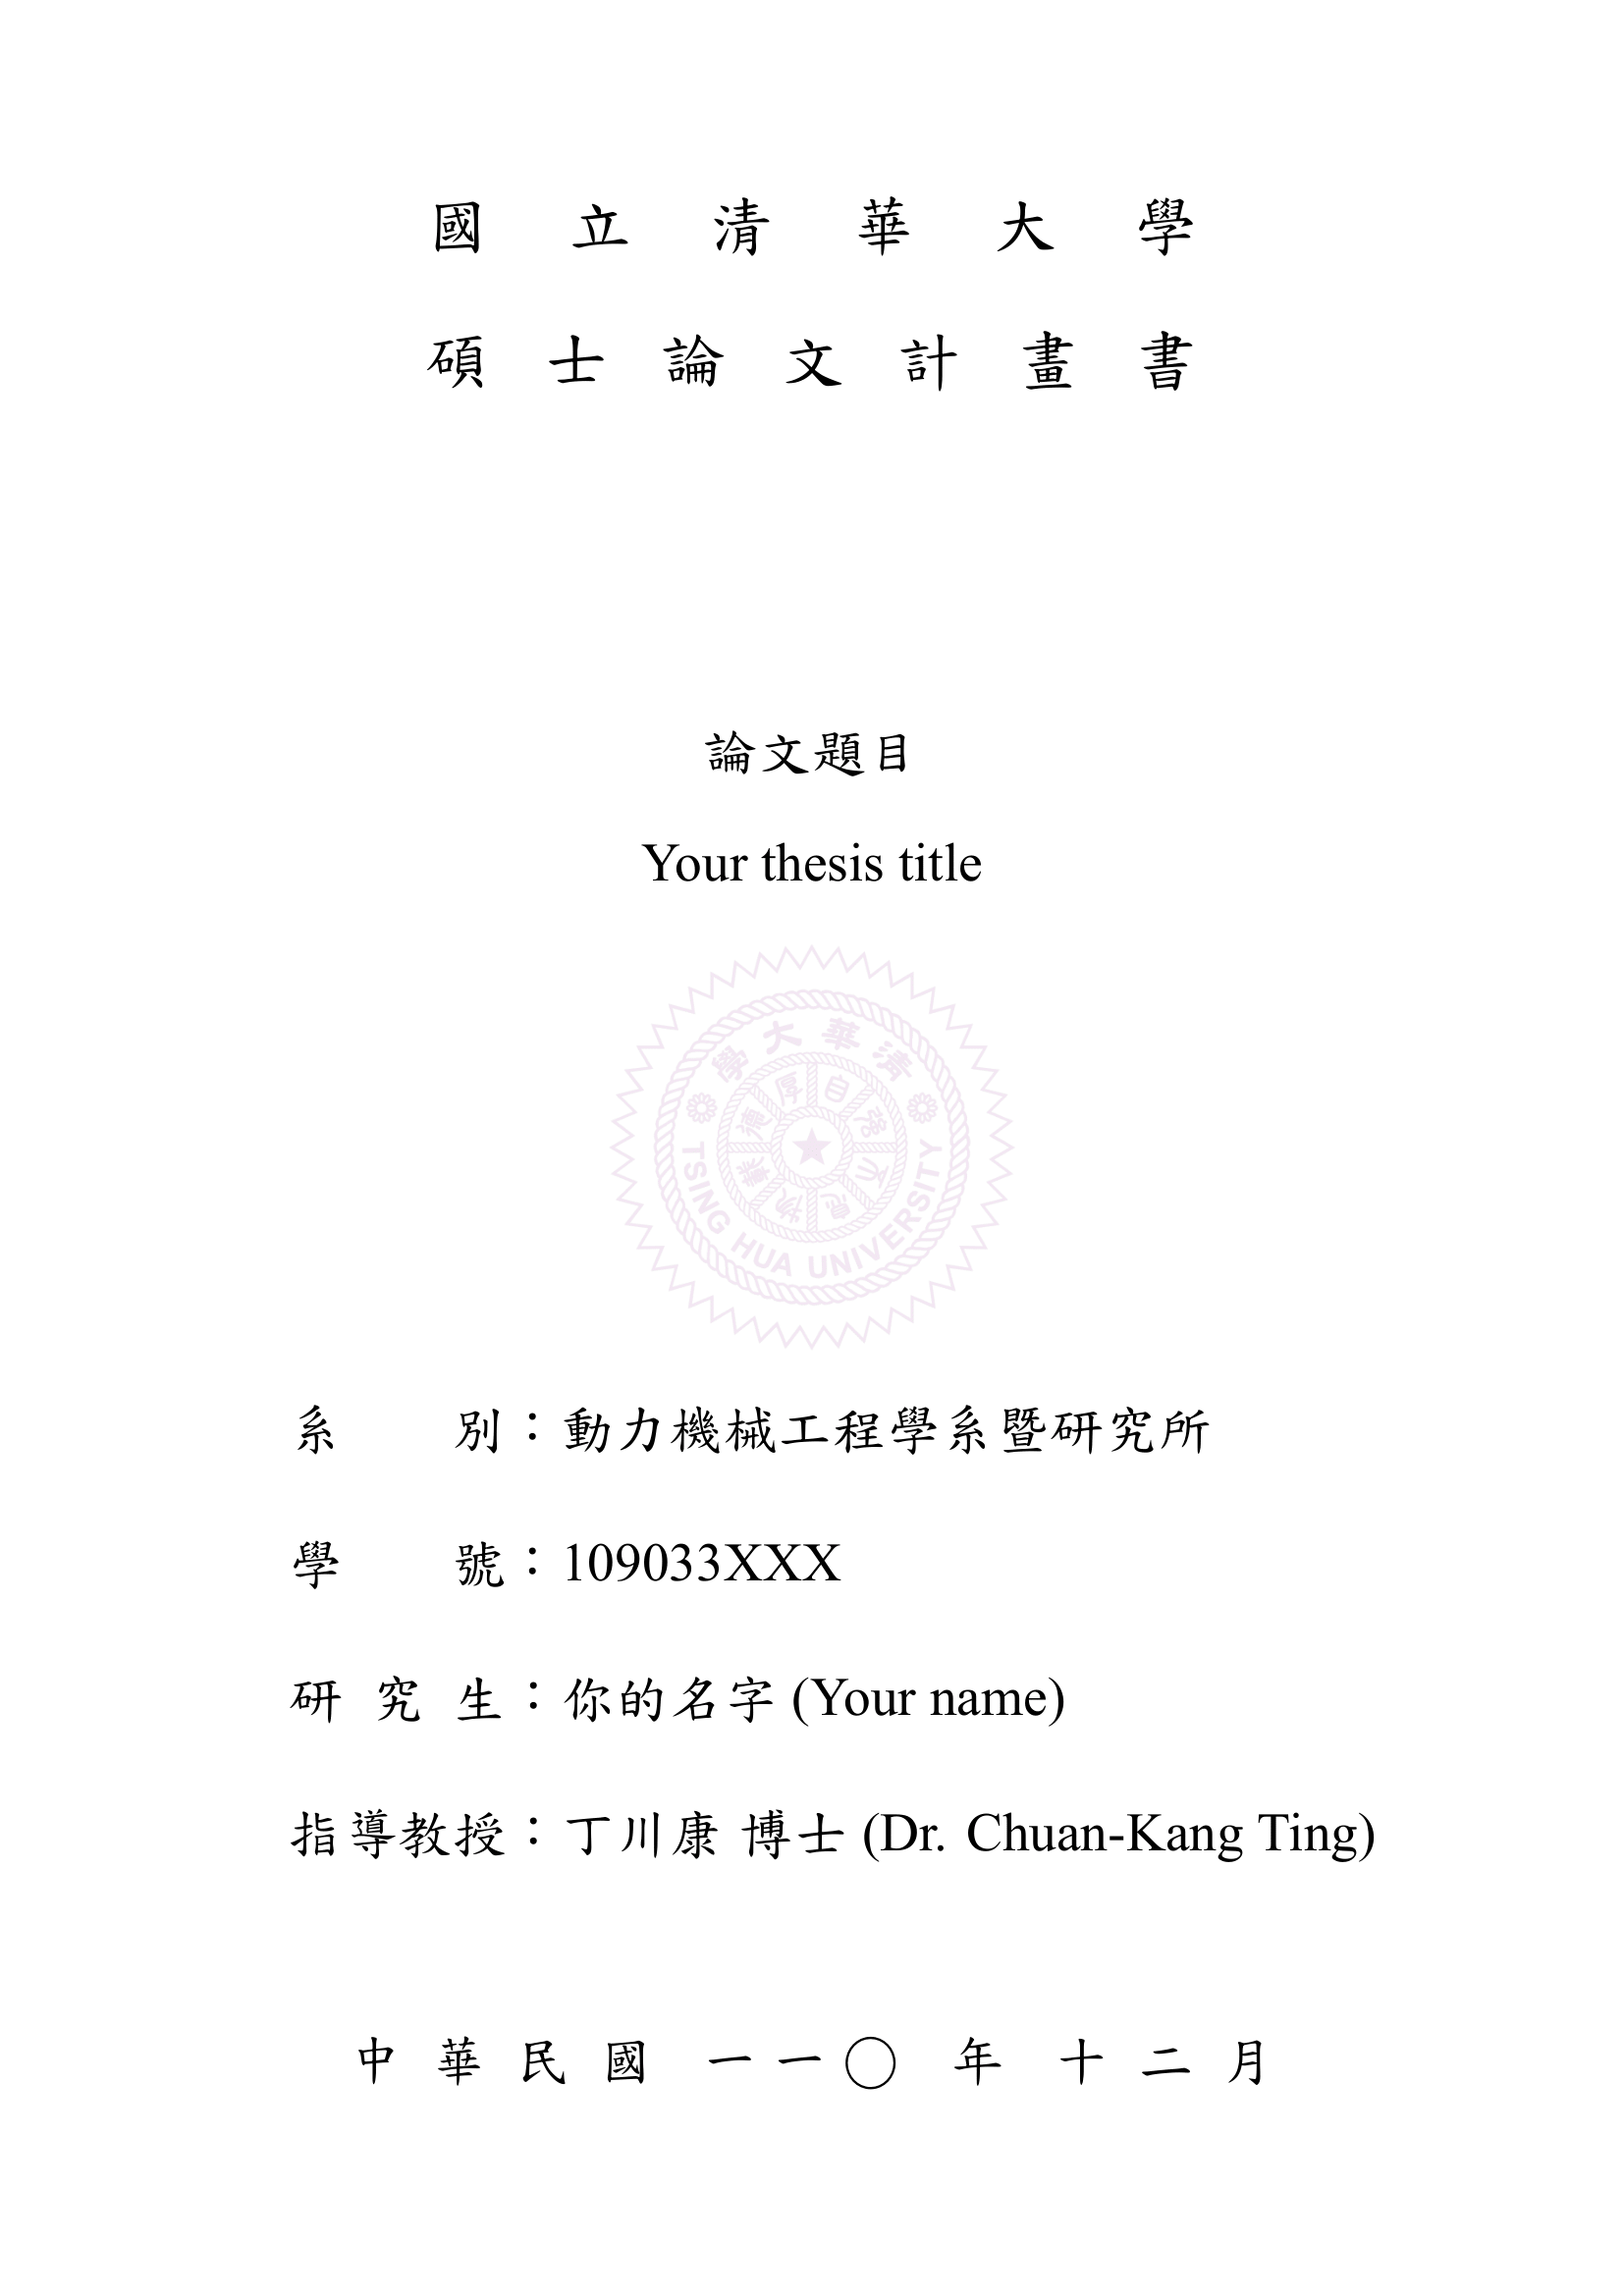 國立清華大學
碩士論文計畫書
論文題目
Your thesis title
清華大學
自強不息
厚德載物
TSING HUA UNIVERSITY
系別：動力機械工程學系暨研究所
學號：109033XXX
研究生：你的名字 (Your name)
指導教授：丁川康 博士 (Dr. Chuan-Kang Ting)
中華民國 一一〇 年 十二月